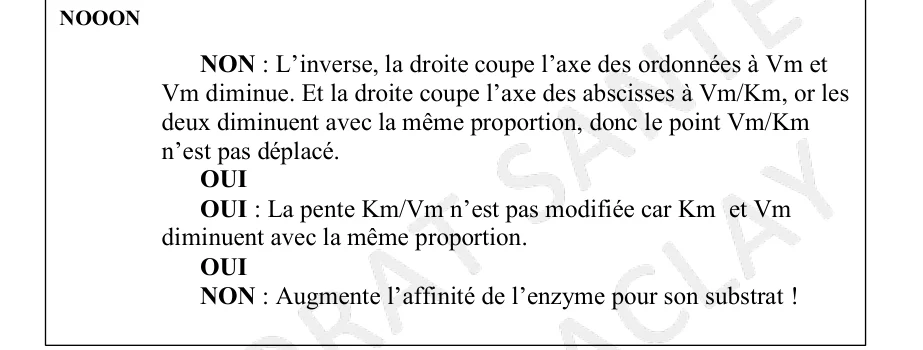 NOOON
NON : L’inverse, la droite coupe l’axe des ordonnées à Vm et
Vm diminue. Et la droite coupe l’axe des abscisses à Vm/Km, or les
deux diminuent avec la même proportion, donc le point Vm/Km
n’est pas déplacé.
OUI
OUI : La pente Km/Vm n’est pas modifiée car Km et Vm
diminuent avec la même proportion.
OUI
NON : Augmente l’affinité de l’enzyme pour son substrat !
RAT SANTE
ACLAY